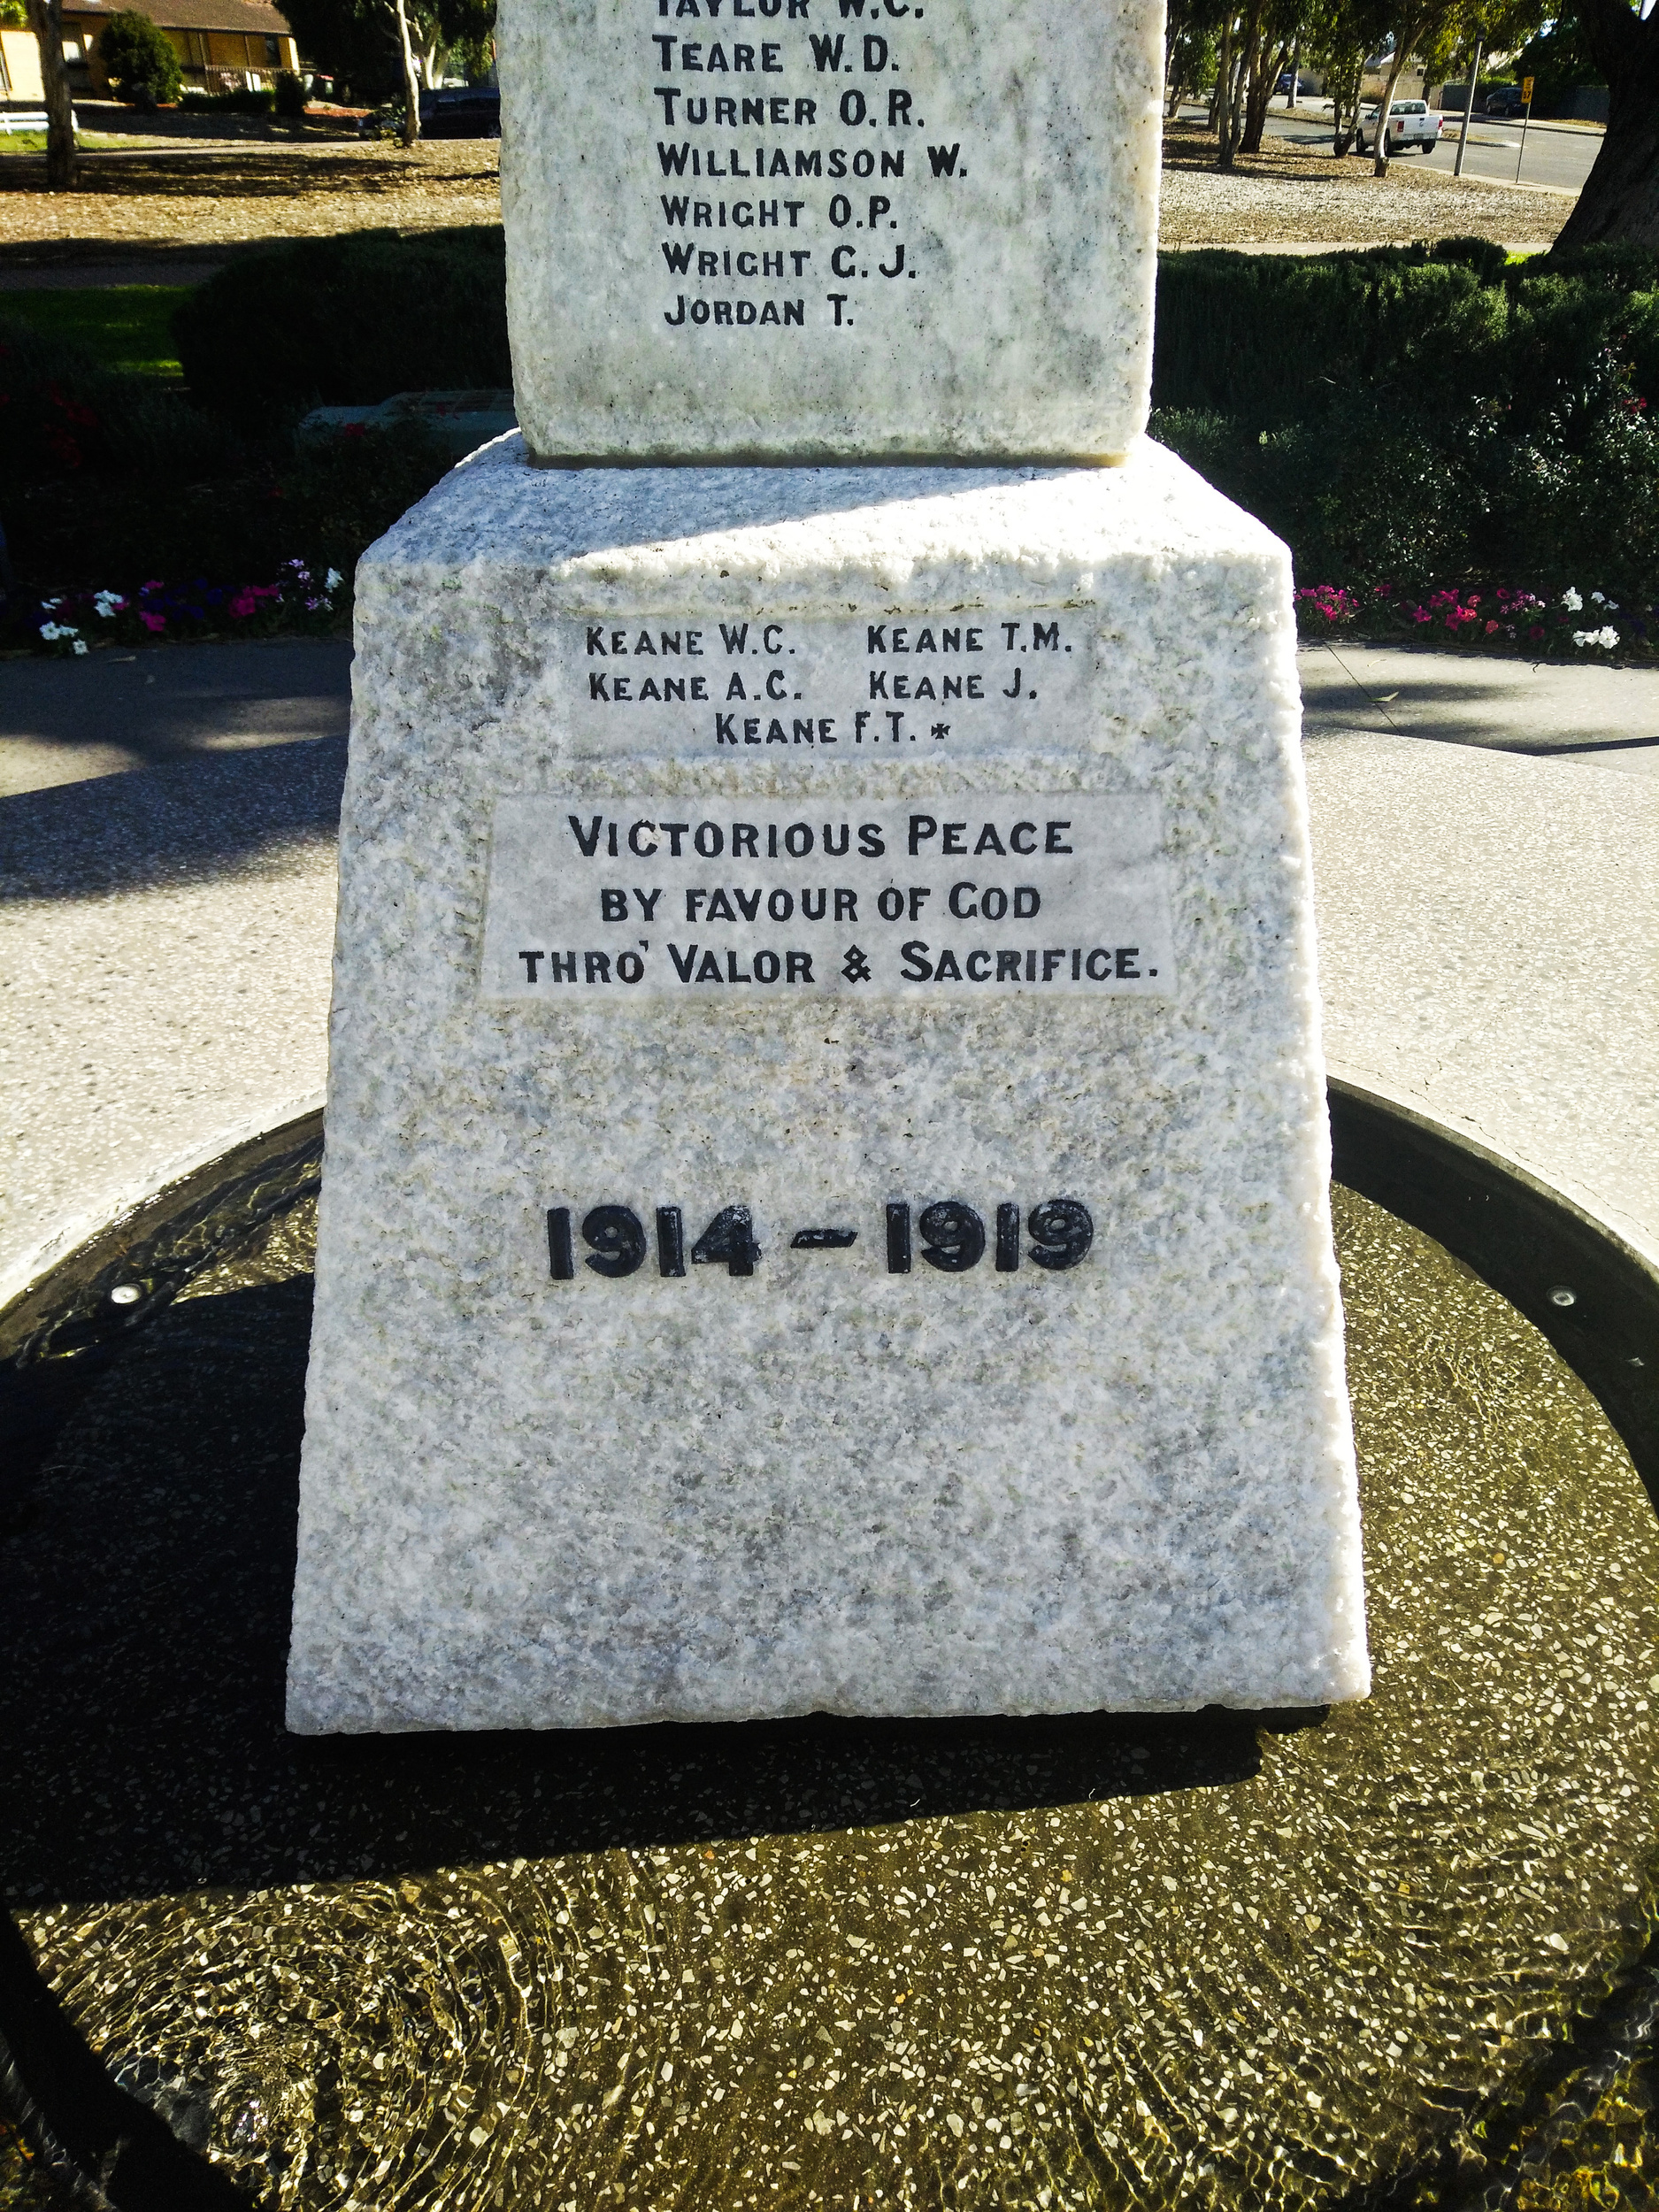 TAYLOR W.C.
TEARE W.D.
TURNER O.R.
WILLIAMSON W.
WRIGHT O.P.
WRIGHT C.J.
JORDAN T.
KEANE W.C. KEANE T.M.
KEANE A.C. KEANE J.
KEANE F.T. ✠
VICTORIOUS PEACE
BY FAVOUR OF GOD
THRO' VALOR & SACRIFICE.
1914-1919